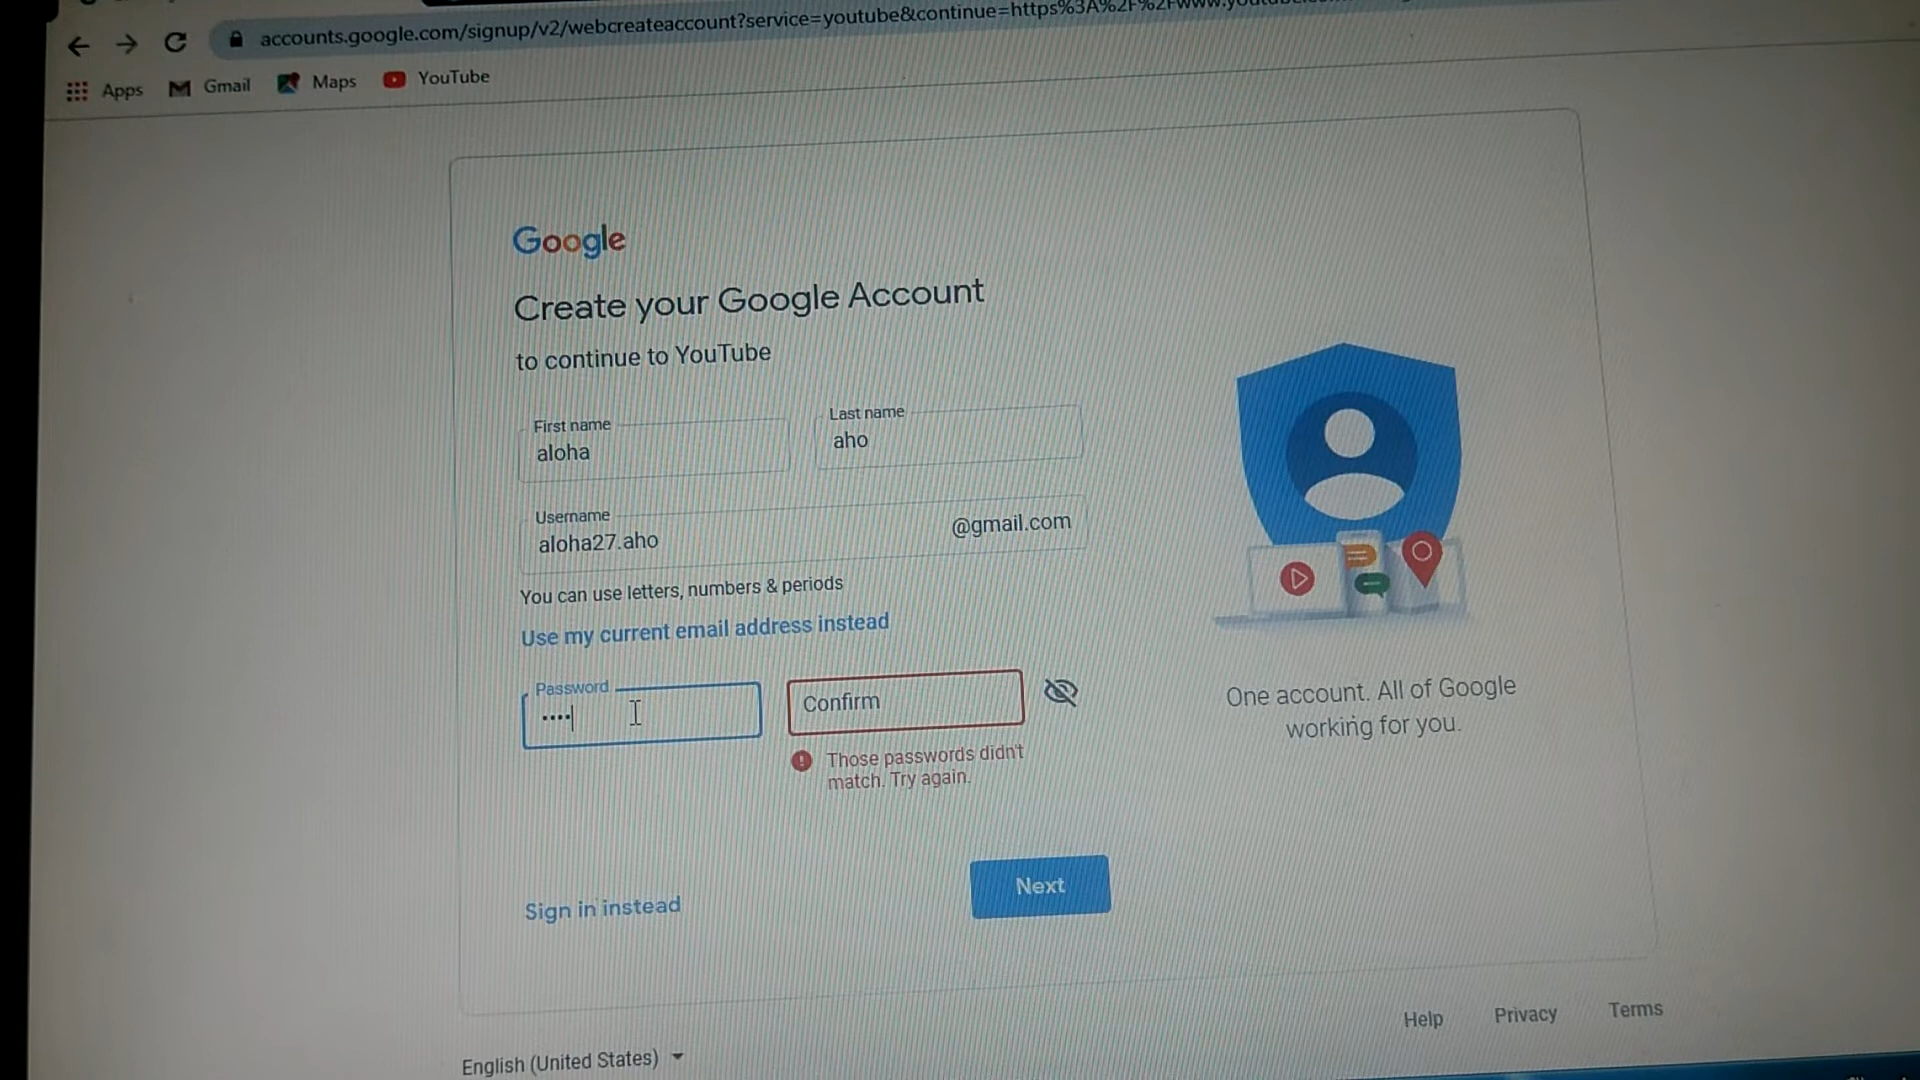 accounts.google.com/signup/v2/webcreateaccount?service=youtube&continue=https%3A%2F%2Fwww.
Apps Gmail Maps YouTube
Google
Create your Google Account
to continue to YouTube
First name Last name
aloha aho
Username
aloha27.aho @gmail.com
You can use letters, numbers & periods
Use my current email address instead
Password
•••• Confirm
Those passwords didn't
match. Try again.
One account. All of Google
working for you.
Next
Sign in instead
Help Privacy Terms
English (United States)